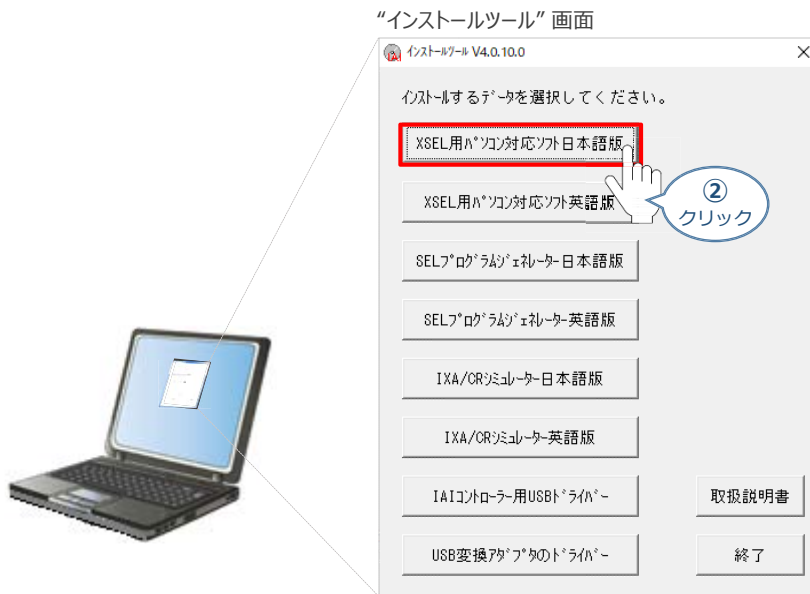 “インストールツール” 画面
ｲﾝｽﾄｰﾙﾂｰﾙ V4.0.10.0
ｲﾝｽﾄｰﾙするﾃﾞｰﾀを選択してください。
XSEL用ﾊﾟｿｺﾝ対応ｿﾌﾄ日本語版
XSEL用ﾊﾟｿｺﾝ対応ｿﾌﾄ英語版
②
クリック
SELﾌﾟﾛｸﾞﾗﾑｼﾞｪﾈﾚｰﾀｰ日本語版
SELﾌﾟﾛｸﾞﾗﾑｼﾞｪﾈﾚｰﾀｰ英語版
IXA/CRｼﾐｭﾚｰﾀｰ日本語版
IXA/CRｼﾐｭﾚｰﾀｰ英語版
IAIｺﾝﾄﾛｰﾗｰ用USBﾄﾞﾗｲﾊﾞｰ
取扱説明書
USB変換ｱﾀﾞﾌﾟﾀのﾄﾞﾗｲﾊﾞｰ
終了